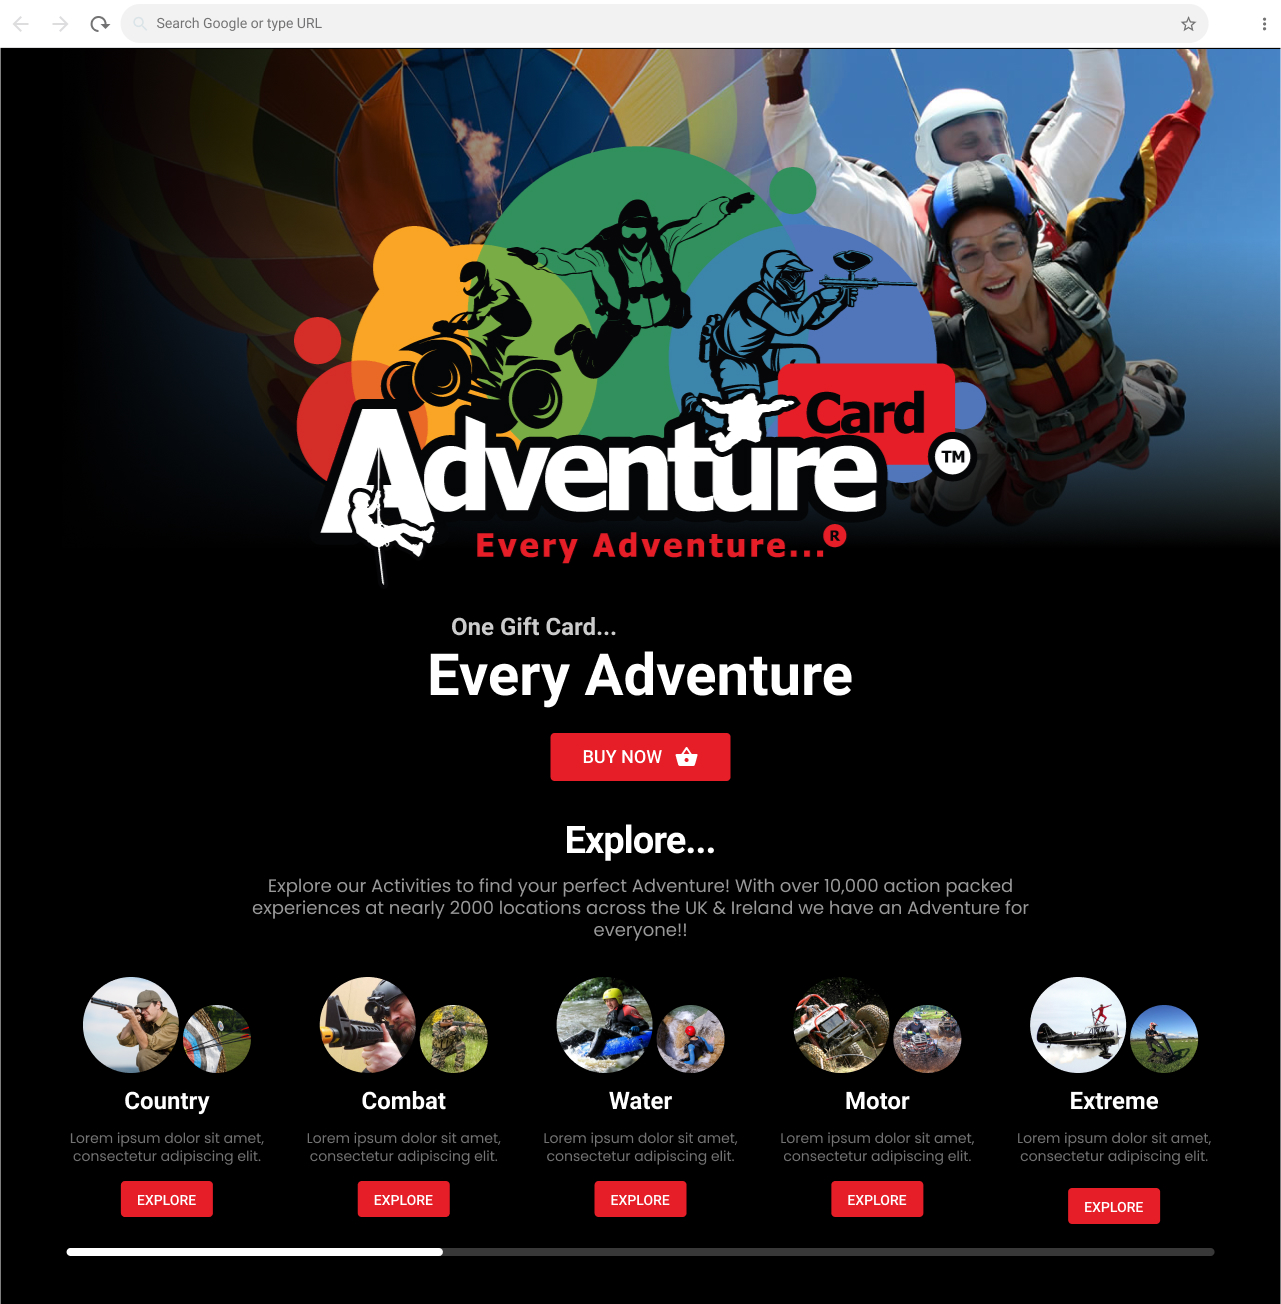 Search Google or type URL
Card
Adventure
TM
Every Adventure...®
One Gift Card...
Every Adventure
BUY NOW
Explore...
Explore our Activities to find your perfect Adventure! With over 10,000 action packed
experiences at nearly 2000 locations across the UK & Ireland we have an Adventure for
everyone!!
Country
Lorem ipsum dolor sit amet,
consectetur adipiscing elit.
EXPLORE
Combat
Lorem ipsum dolor sit amet,
consectetur adipiscing elit.
EXPLORE
Water
Lorem ipsum dolor sit amet,
consectetur adipiscing elit.
EXPLORE
Motor
Lorem ipsum dolor sit amet,
consectetur adipiscing elit.
EXPLORE
Extreme
Lorem ipsum dolor sit amet,
consectetur adipiscing elit.
EXPLORE